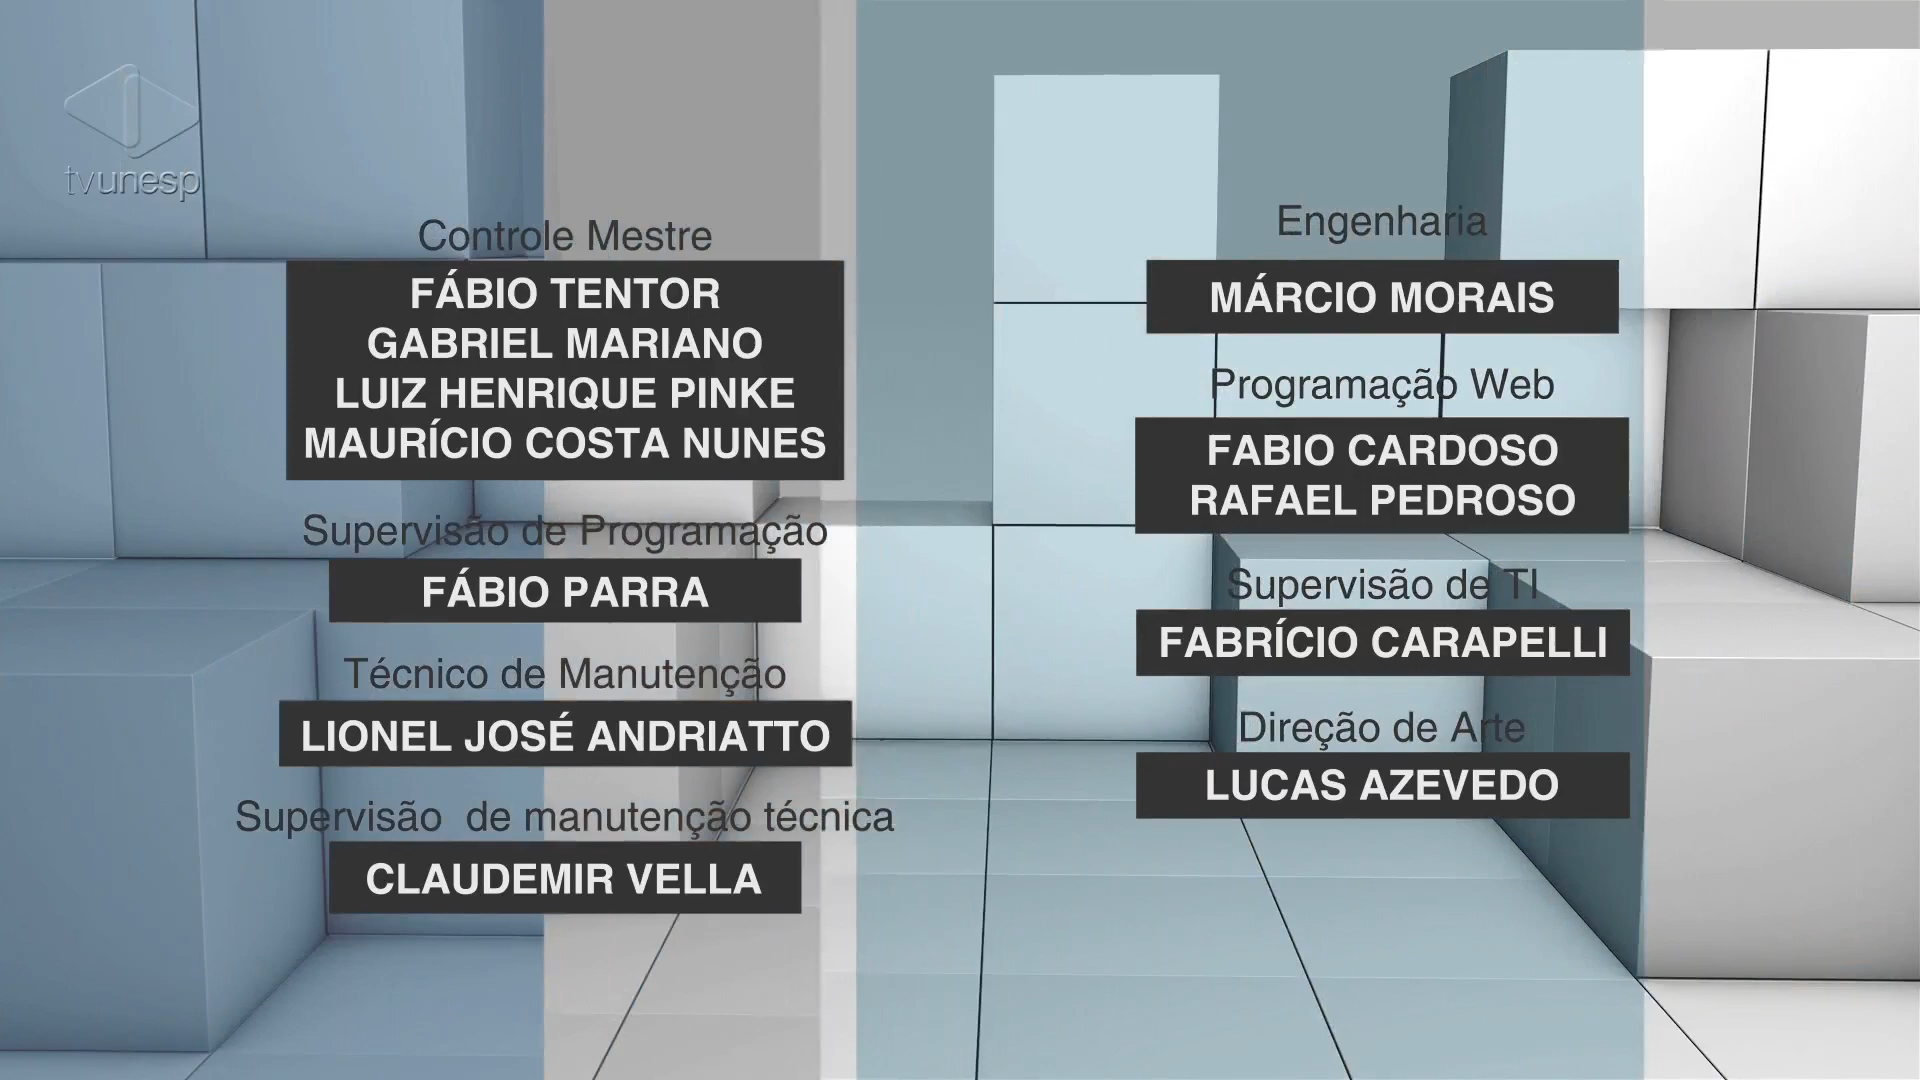 tvunesp
Controle Mestre
FÁBIO TENTOR
GABRIEL MARIANO
LUIZ HENRIQUE PINKE
MAURÍCIO COSTA NUNES
Supervisão de Programação
FÁBIO PARRA
Técnico de Manutenção
LIONEL JOSÉ ANDRIATTO
Supervisão  de manutenção técnica
CLAUDEMIR VELLA
Engenharia
MÁRCIO MORAIS
Programação Web
FABIO CARDOSO
RAFAEL PEDROSO
Supervisão de TI
FABRÍCIO CARAPELLI
Direção de Arte
LUCAS AZEVEDO